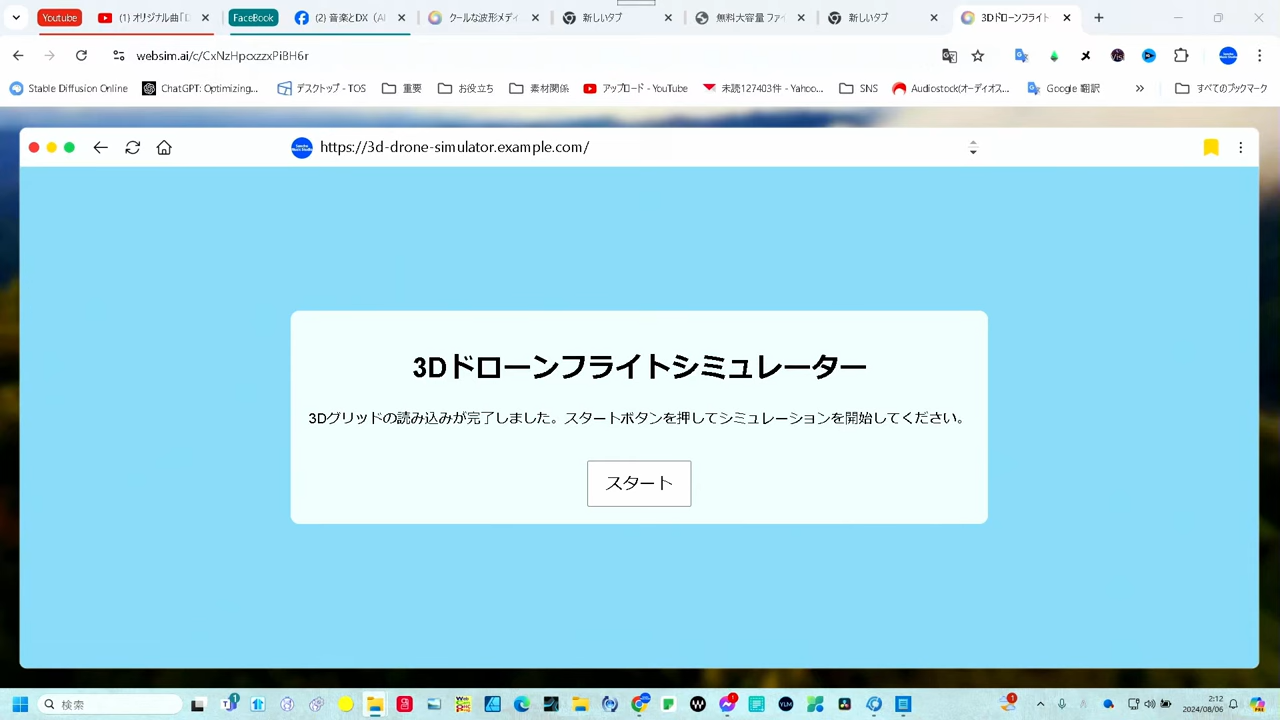 Youtube
(1) オリジナル曲「D
FaceBook
(2) 音楽とDX（AI
クールな波形メディ
新しいタブ
無料大容量 ファイ
新しいタブ
3Dドローンフライト
websim.ai/c/CxNzHpoczzxPiBH6r
Stable Diffusion Online
ChatGPT: Optimizing...
デスクトップ - TOS
重要
お役立ち
素材関係
アップロード - YouTube
未読127403件 - Yahoo...
SNS
Audiostock(オーディオス...
Google 翻訳
»
すべてのブックマーク
https://3d-drone-simulator.example.com/
3Dドローンフライトシミュレーター
3Dグリッドの読み込みが完了しました。スタートボタンを押してシミュレーションを開始してください。
スタート
検索
2:12
2024/08/06